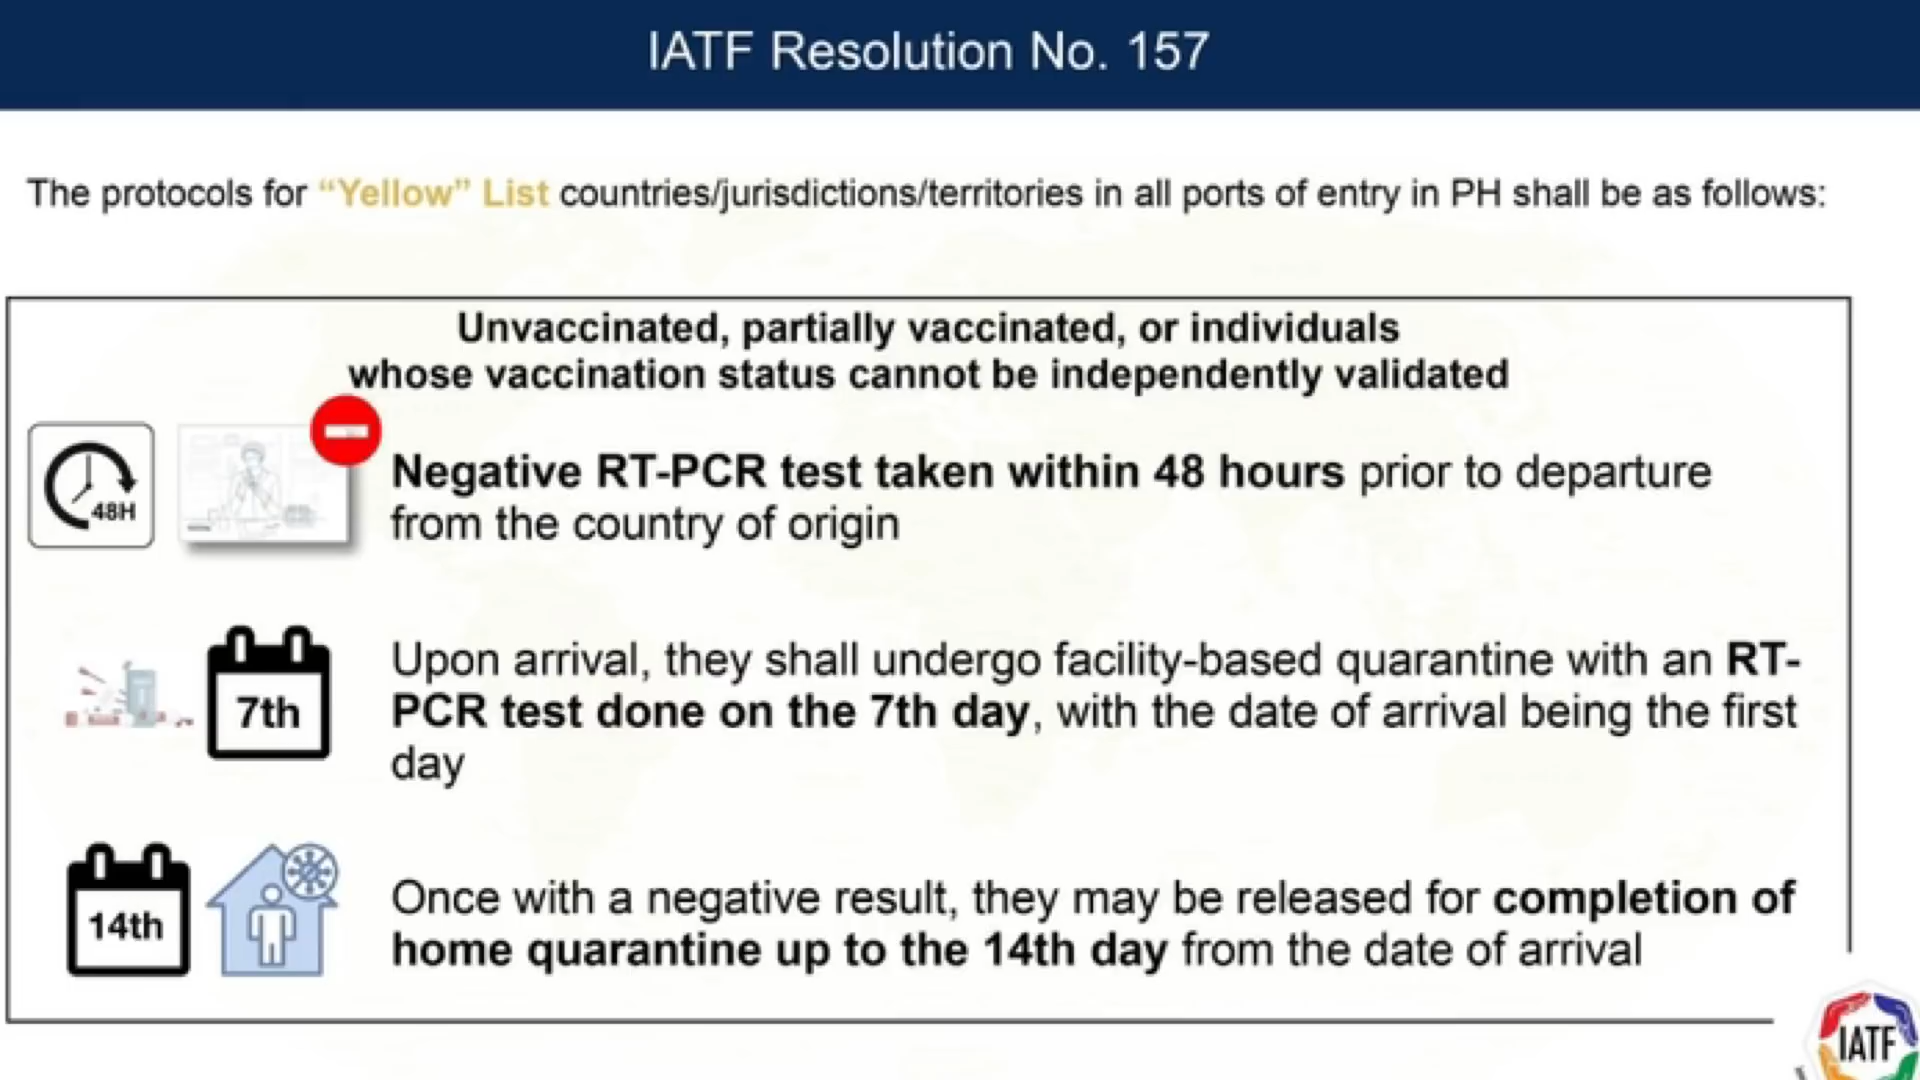 IATF Resolution No. 157
The protocols for “Yellow” List countries/jurisdictions/territories in all ports of entry in PH shall be as follows:
Unvaccinated, partially vaccinated, or individuals
whose vaccination status cannot be independently validated
48H
Negative RT-PCR test taken within 48 hours prior to departure
from the country of origin
7th
Upon arrival, they shall undergo facility-based quarantine with an RT-
PCR test done on the 7th day, with the date of arrival being the first
day
14th
Once with a negative result, they may be released for completion of
home quarantine up to the 14th day from the date of arrival
IATF